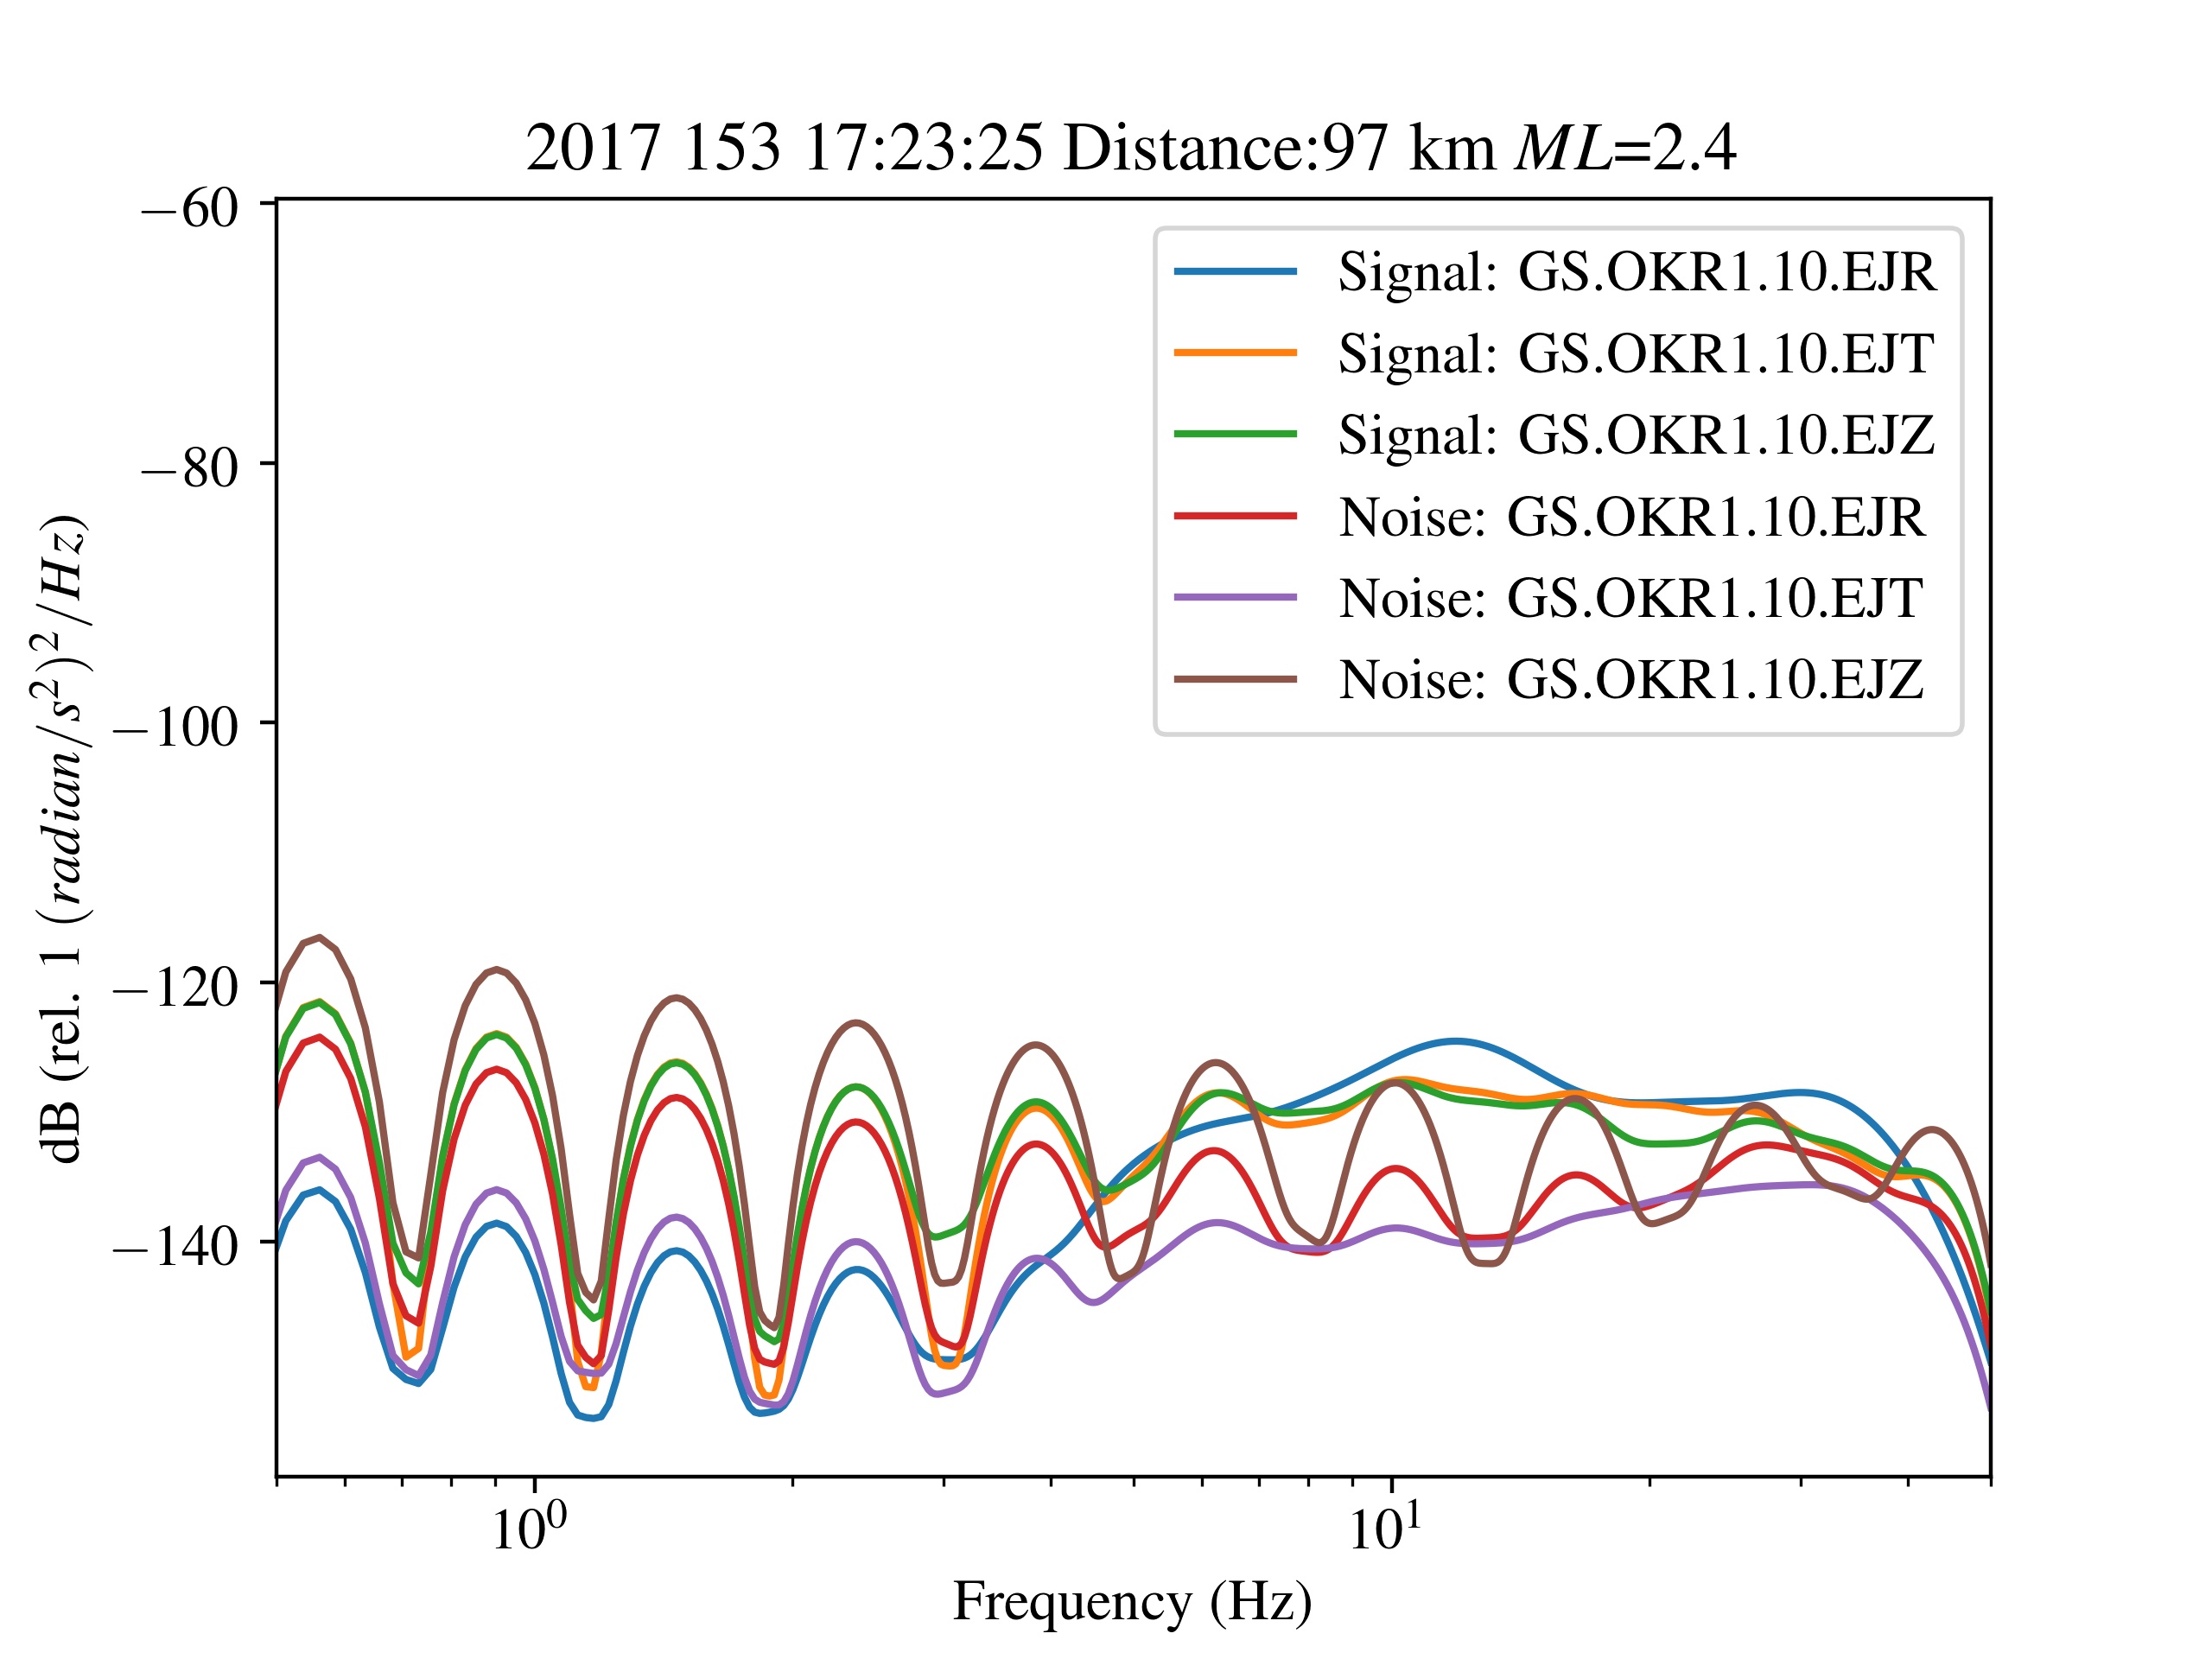 2017 153 17:23:25 Distance:97 km ML=2.4
−60
−80
−100
−120
−140
dB (rel. 1 (radian/s²)²/Hz)
Signal: GS.OKR1.10.EJR
Signal: GS.OKR1.10.EJT
Signal: GS.OKR1.10.EJZ
Noise: GS.OKR1.10.EJR
Noise: GS.OKR1.10.EJT
Noise: GS.OKR1.10.EJZ
10⁰ 10¹
Frequency (Hz)